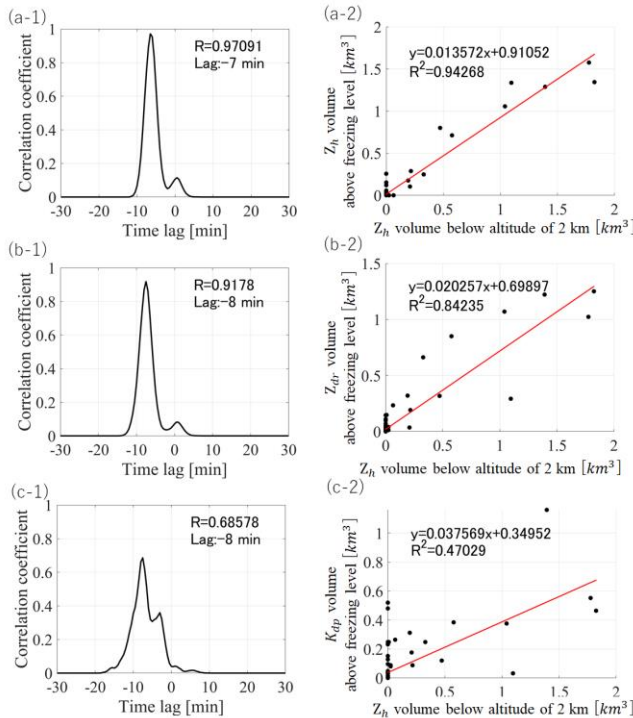 (a-1)
1
0.8
0.6
0.4
0.2
0
-30 -20 -10 0 10 20 30
Correlation coefficient
Time lag [min]
R=0.97091
Lag:-7 min
(a-2)
2
1.5
1
0.5
0
0 0.5 1 1.5 2
Z_h volume
above freezing level [km³]
Z_h volume below altitude of 2 km [km³]
y=0.013572x+0.91052
R²=0.94268
(b-1)
1
0.8
0.6
0.4
0.2
0
-30 -20 -10 0 10 20 30
Correlation coefficient
Time lag [min]
R=0.9178
Lag:-8 min
(b-2)
1.5
1
0.5
0
0 0.5 1 1.5 2
Z_dr volume
above freezing level [km³]
Z_h volume below altitude of 2 km [km³]
y=0.020257x+0.69897
R²=0.84235
(c-1)
1
0.8
0.6
0.4
0.2
0
-30 -20 -10 0 10 20 30
Correlation coefficient
Time lag [min]
R=0.68578
Lag:-8 min
(c-2)
1
0.8
0.6
0.4
0.2
0
0 0.5 1 1.5 2
K_dp volume
above freezing level [km³]
Z_h volume below altitude of 2 km [km³]
y=0.037569x+0.34952
R²=0.47029